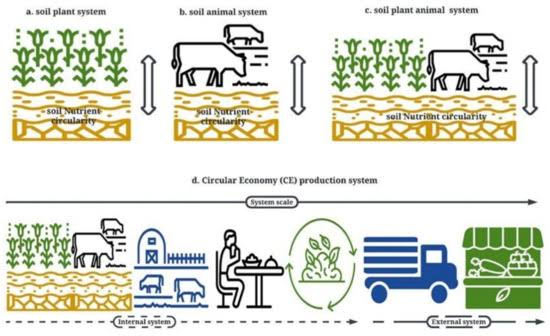 a. soil plant system
b. soil animal system
c. soil plant animal system
soil Nutrient
circularity
soil Nutrient
circularity
soil Nutrient circularity
d. Circular Economy (CE) production system
System scale
Internal system
External system